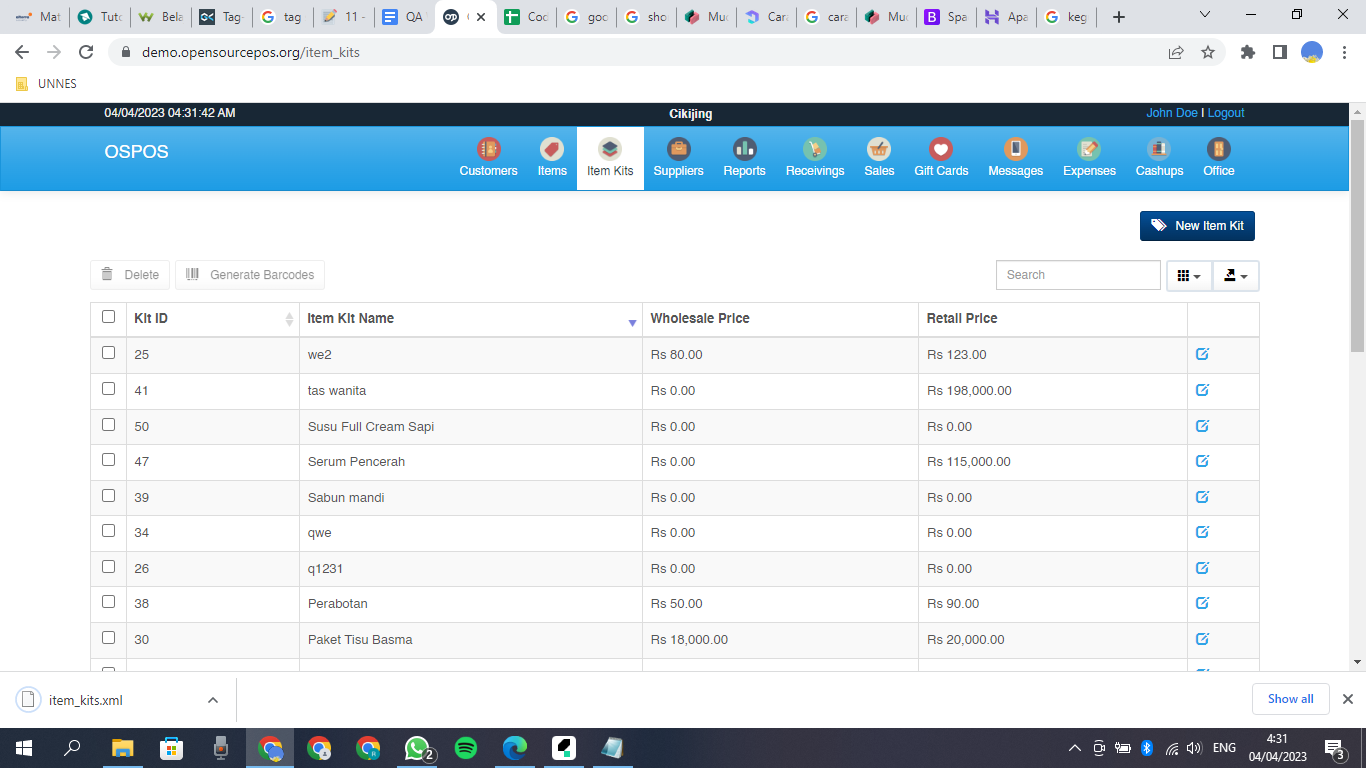 Mat Tuto Bela Tag- tag 11 - QA Cod goo sho Muc Cara cara Muc Spa Apa keg
demo.opensourcepos.org/item_kits
UNNES
04/04/2023 04:31:42 AM Cikijing John Doe | Logout
OSPOS Customers Items Item Kits Suppliers Reports Receivings Sales Gift Cards Messages Expenses Cashups Office
New Item Kit
Delete Generate Barcodes Search
Kit ID Item Kit Name Wholesale Price Retail Price
25 we2 Rs 80.00 Rs 123.00
41 tas wanita Rs 0.00 Rs 198,000.00
50 Susu Full Cream Sapi Rs 0.00 Rs 0.00
47 Serum Pencerah Rs 0.00 Rs 115,000.00
39 Sabun mandi Rs 0.00 Rs 0.00
34 qwe Rs 0.00 Rs 0.00
26 q1231 Rs 0.00 Rs 0.00
38 Perabotan Rs 50.00 Rs 90.00
30 Paket Tisu Basma Rs 18,000.00 Rs 20,000.00
item_kits.xml Show all
2 ENG 4:31
04/04/2023 3